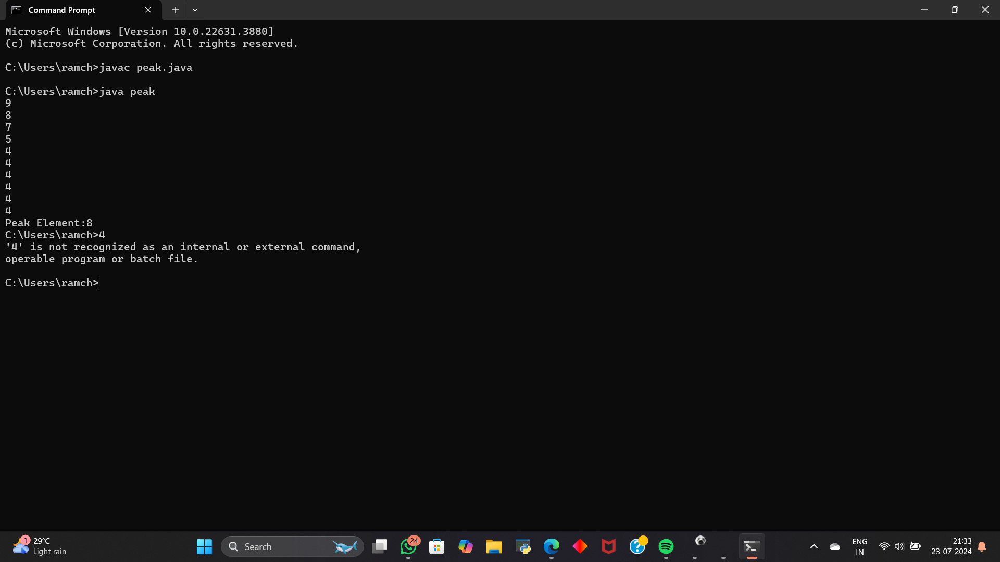 Command Prompt
Microsoft Windows [Version 10.0.22631.3880]
(c) Microsoft Corporation. All rights reserved.
C:\Users\ramch>javac peak.java
C:\Users\ramch>java peak
9
8
7
5
4
4
4
4
4
4
Peak Element:8
C:\Users\ramch>4
'4' is not recognized as an internal or external command,
operable program or batch file.
C:\Users\ramch>
1
29°C
Light rain
Search
24
ENG
IN
21:33
23-07-2024